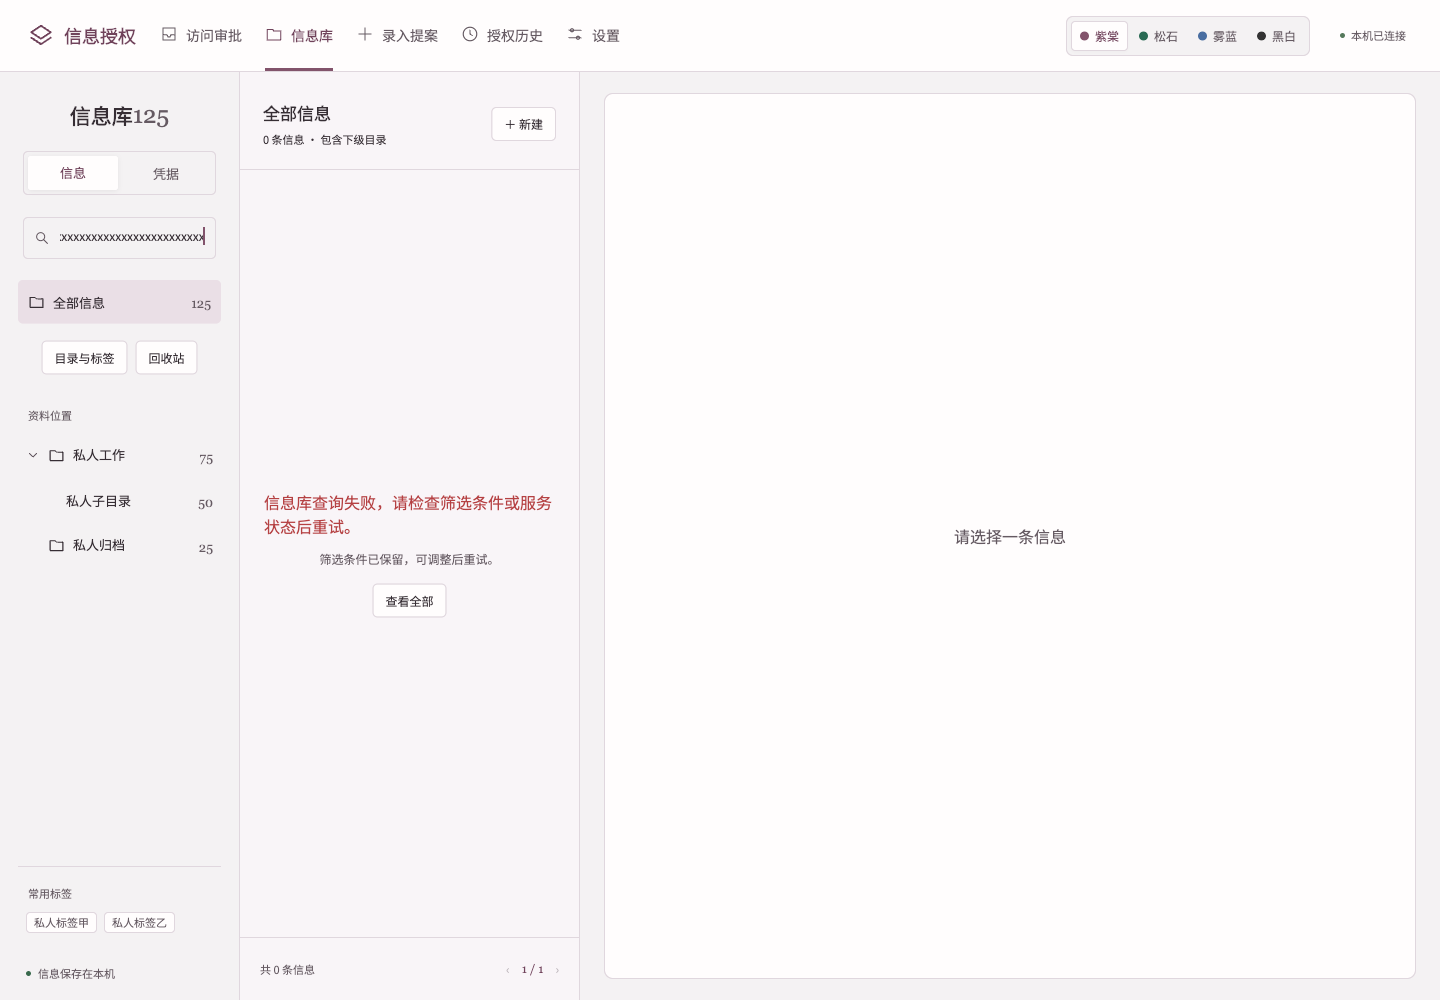 信息授权
访问审批
信息库
录入提案
授权历史
设置
紫棠
松石
雾蓝
黑白
本机已连接
信息库125
信息
凭据
xxxxxxxxxxxxxxxxxxxxxxxx
全部信息 125
目录与标签
回收站
资料位置
私人工作 75
私人子目录 50
私人归档 25
常用标签
私人标签甲
私人标签乙
信息保存在本机
全部信息
0 条信息 · 包含下级目录
+ 新建
信息库查询失败，请检查筛选条件或服务
状态后重试。
筛选条件已保留，可调整后重试。
查看全部
共 0 条信息
‹ 1 / 1 ›
请选择一条信息